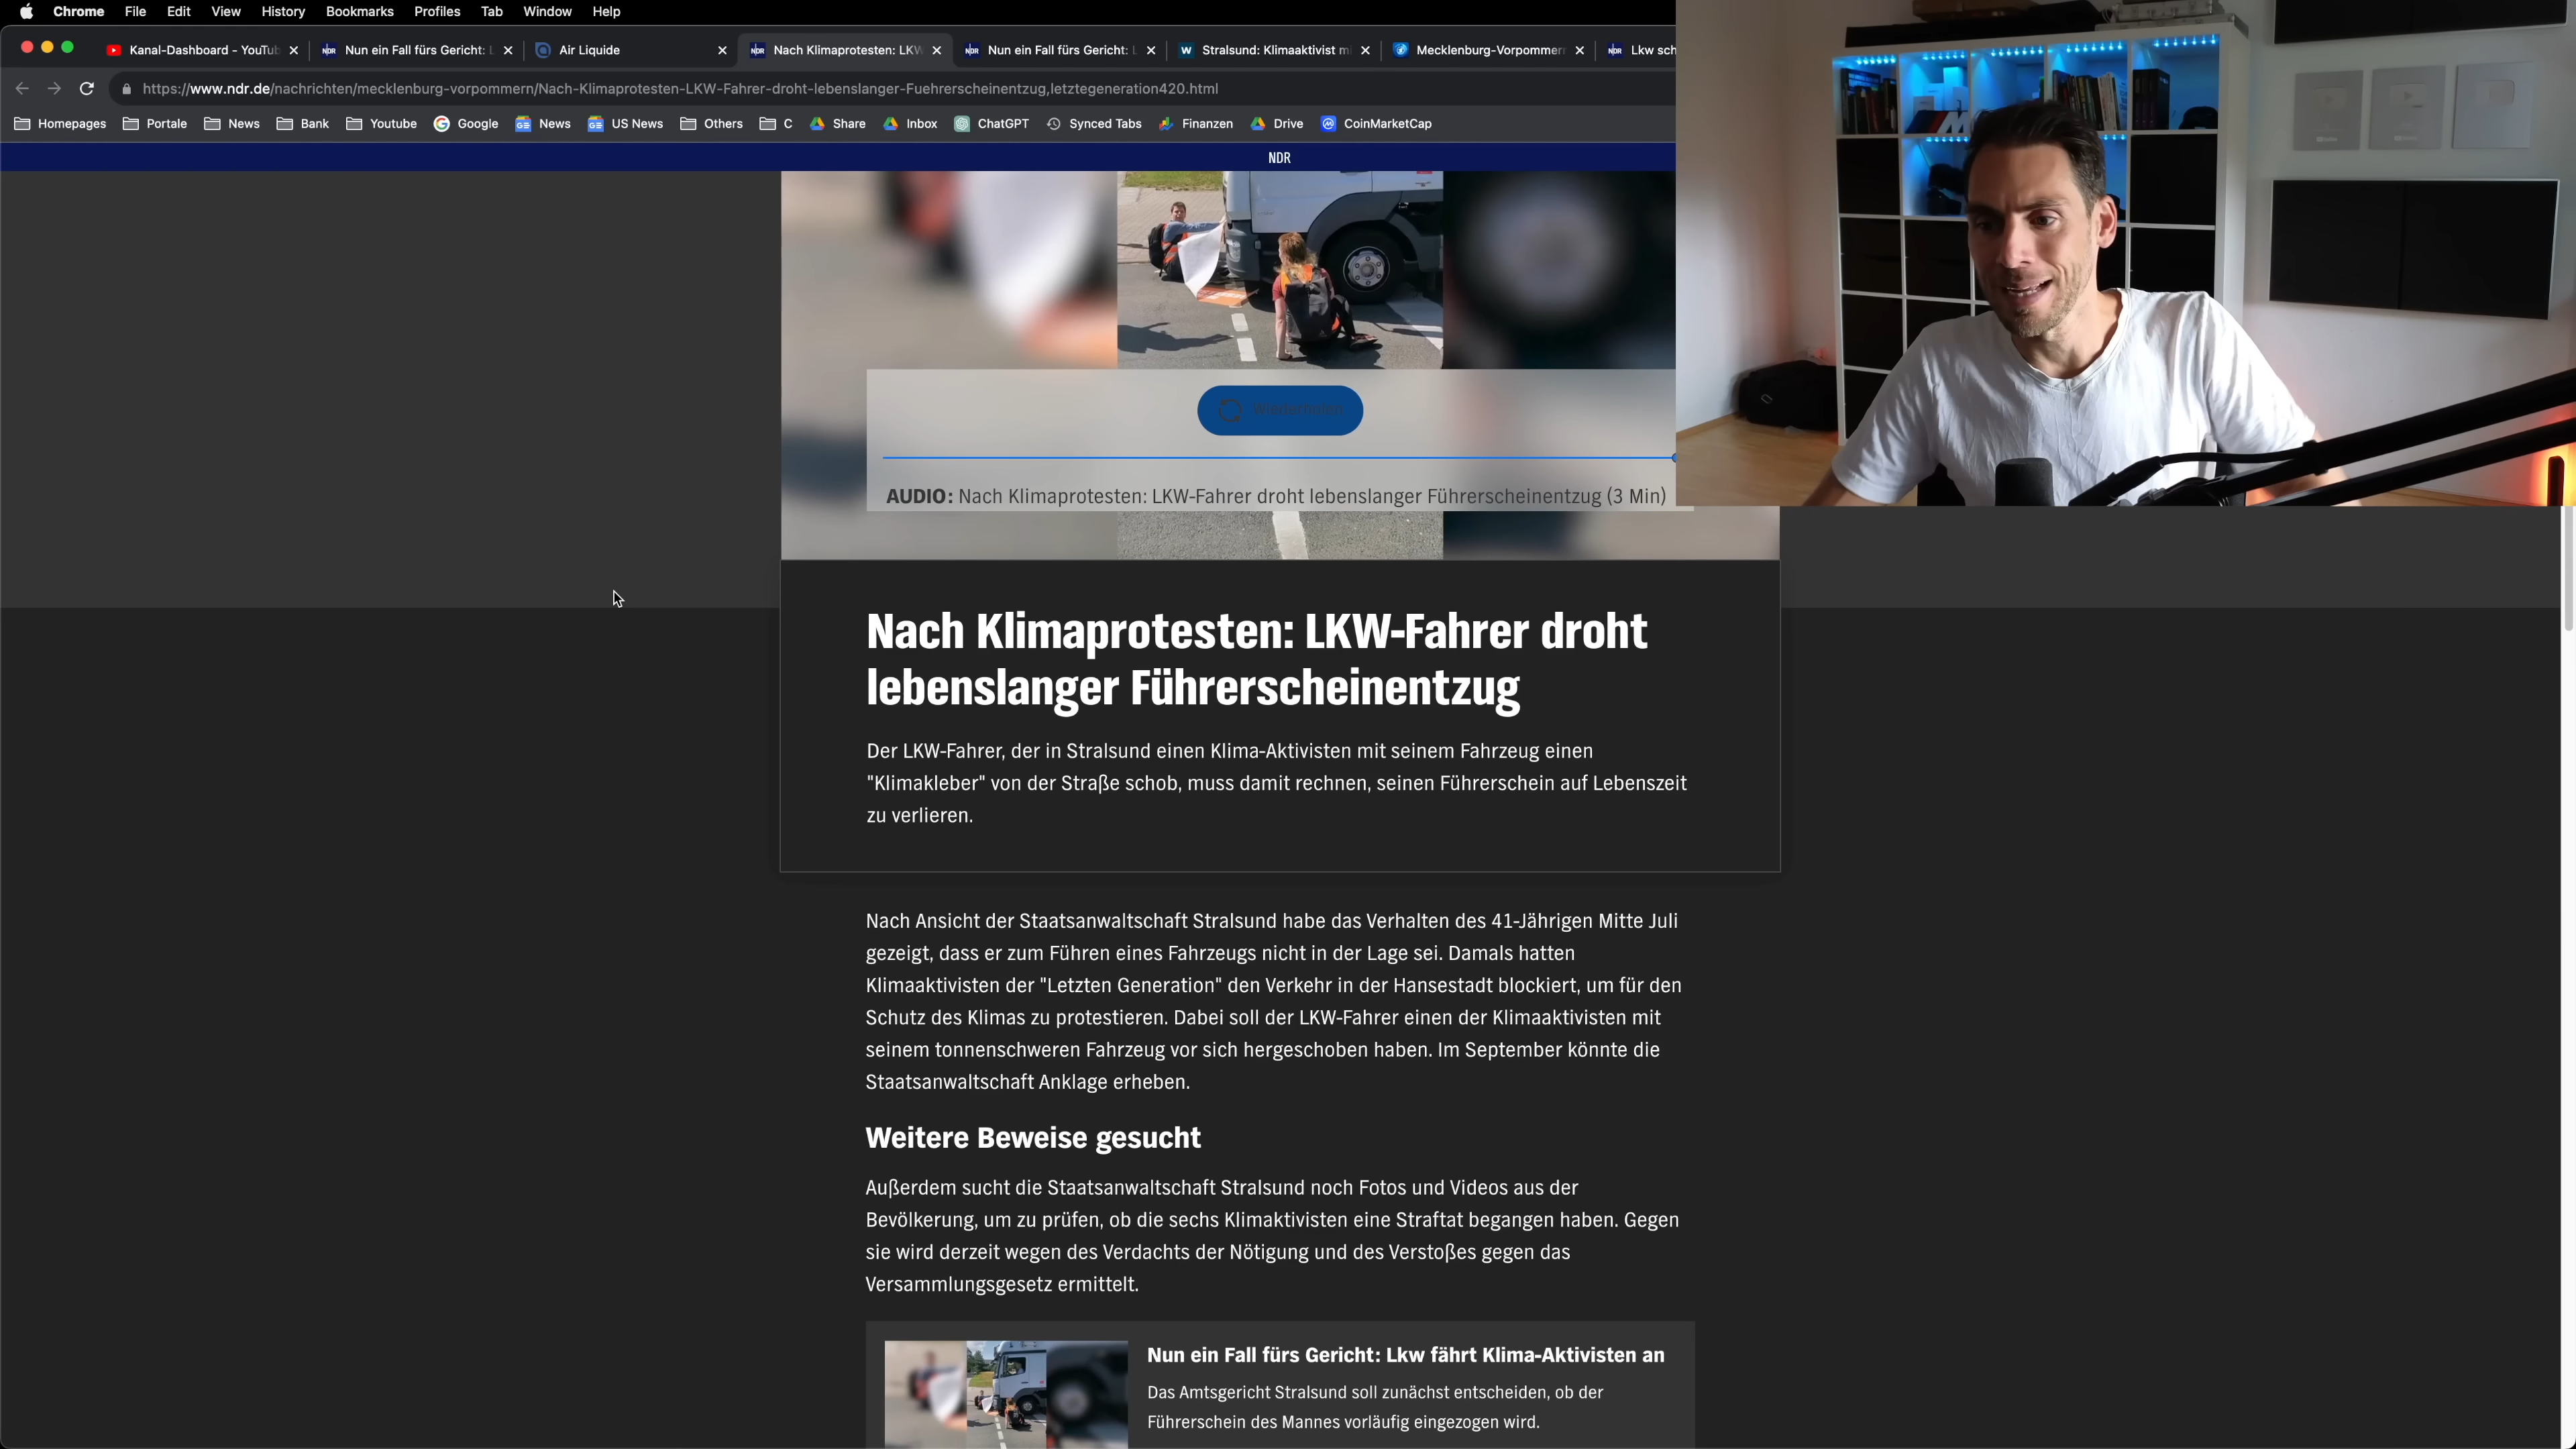 Chrome File Edit View History Bookmarks Profiles Tab Window Help
Kanal-Dashboard - YouTub
Nun ein Fall fürs Gericht: L
Air Liquide
Nach Klimaprotesten: LKW
Nun ein Fall fürs Gericht: L
Stralsund: Klimaaktivist mi
Mecklenburg-Vorpommern
Lkw sch
https://www.ndr.de/nachrichten/mecklenburg-vorpommern/Nach-Klimaprotesten-LKW-Fahrer-droht-lebenslanger-Fuehrerscheinentzug,letztegeneration420.html
Homepages Portale News Bank Youtube Google News US News Others C Share Inbox ChatGPT Synced Tabs Finanzen Drive CoinMarketCap
NDR
Wiederholen
AUDIO: Nach Klimaprotesten: LKW-Fahrer droht lebenslanger Führerscheinentzug (3 Min)
Nach Klimaprotesten: LKW-Fahrer droht
lebenslanger Führerscheinentzug
Der LKW-Fahrer, der in Stralsund einen Klima-Aktivisten mit seinem Fahrzeug einen
"Klimakleber" von der Straße schob, muss damit rechnen, seinen Führerschein auf Lebenszeit
zu verlieren.
Nach Ansicht der Staatsanwaltschaft Stralsund habe das Verhalten des 41-Jährigen Mitte Juli
gezeigt, dass er zum Führen eines Fahrzeugs nicht in der Lage sei. Damals hatten
Klimaaktivisten der "Letzten Generation" den Verkehr in der Hansestadt blockiert, um für den
Schutz des Klimas zu protestieren. Dabei soll der LKW-Fahrer einen der Klimaaktivisten mit
seinem tonnenschweren Fahrzeug vor sich hergeschoben haben. Im September könnte die
Staatsanwaltschaft Anklage erheben.
Weitere Beweise gesucht
Außerdem sucht die Staatsanwaltschaft Stralsund noch Fotos und Videos aus der
Bevölkerung, um zu prüfen, ob die sechs Klimaktivisten eine Straftat begangen haben. Gegen
sie wird derzeit wegen des Verdachts der Nötigung und des Verstoßes gegen das
Versammlungsgesetz ermittelt.
Nun ein Fall fürs Gericht: Lkw fährt Klima-Aktivisten an
Das Amtsgericht Stralsund soll zunächst entscheiden, ob der
Führerschein des Mannes vorläufig eingezogen wird.